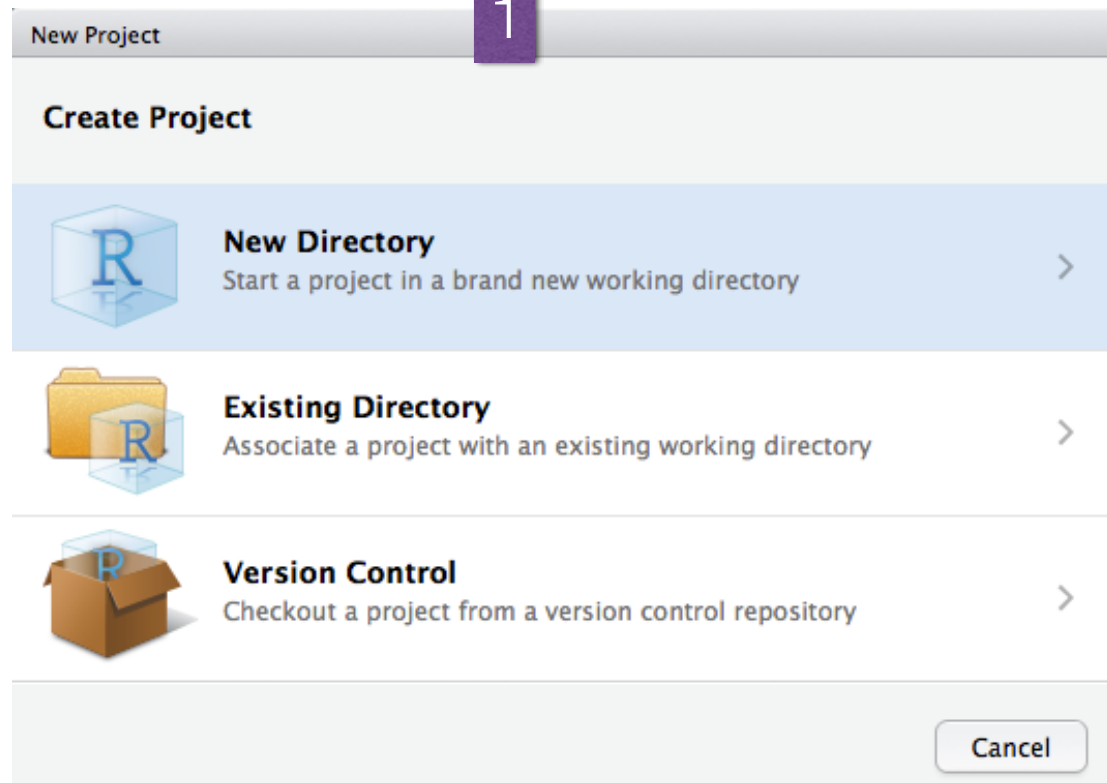 1
New Project
Create Project
R
New Directory
Start a project in a brand new working directory
R
Existing Directory
Associate a project with an existing working directory
R
Version Control
Checkout a project from a version control repository
Cancel